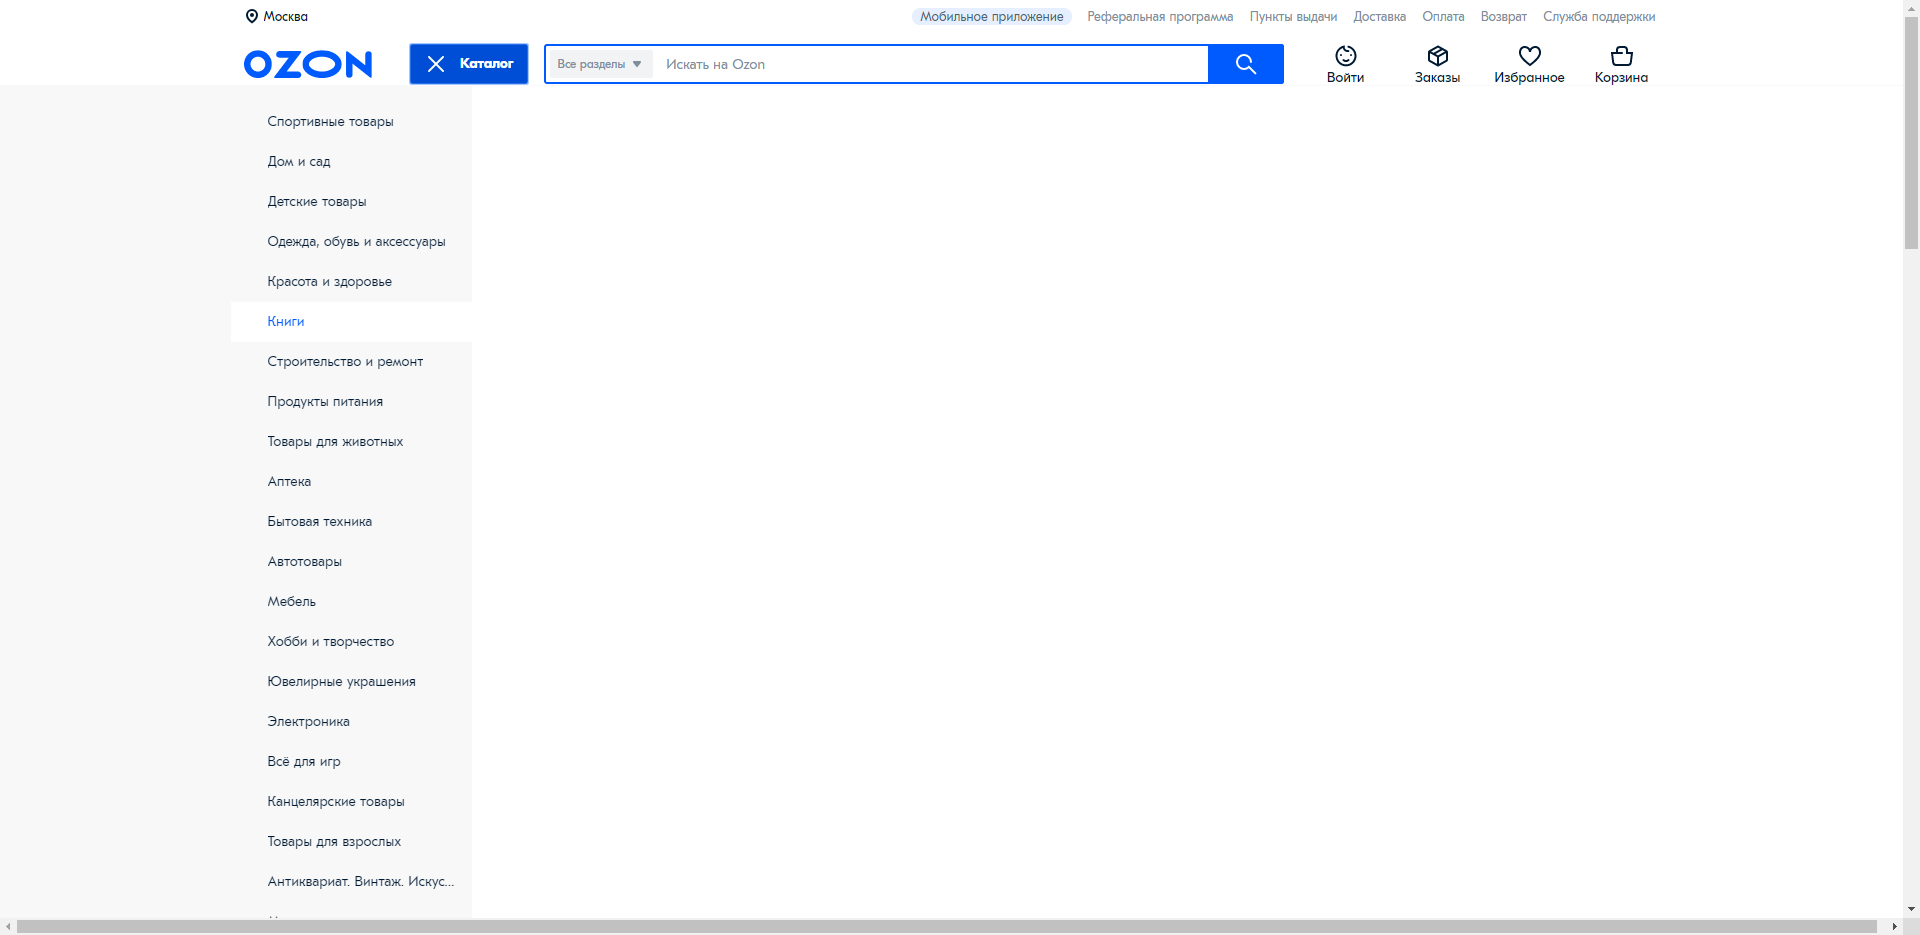 Москва
Мобильное приложение Реферальная программа Пункты выдачи Доставка Оплата Возврат Служба поддержки
OZON
Каталог
Все разделы Искать на Ozon
Войти Заказы Избранное Корзина
Спортивные товары
Дом и сад
Детские товары
Одежда, обувь и аксессуары
Красота и здоровье
Книги
Строительство и ремонт
Продукты питания
Товары для животных
Аптека
Бытовая техника
Автотовары
Мебель
Хобби и творчество
Ювелирные украшения
Электроника
Всё для игр
Канцелярские товары
Товары для взрослых
Антиквариат. Винтаж. Искус...